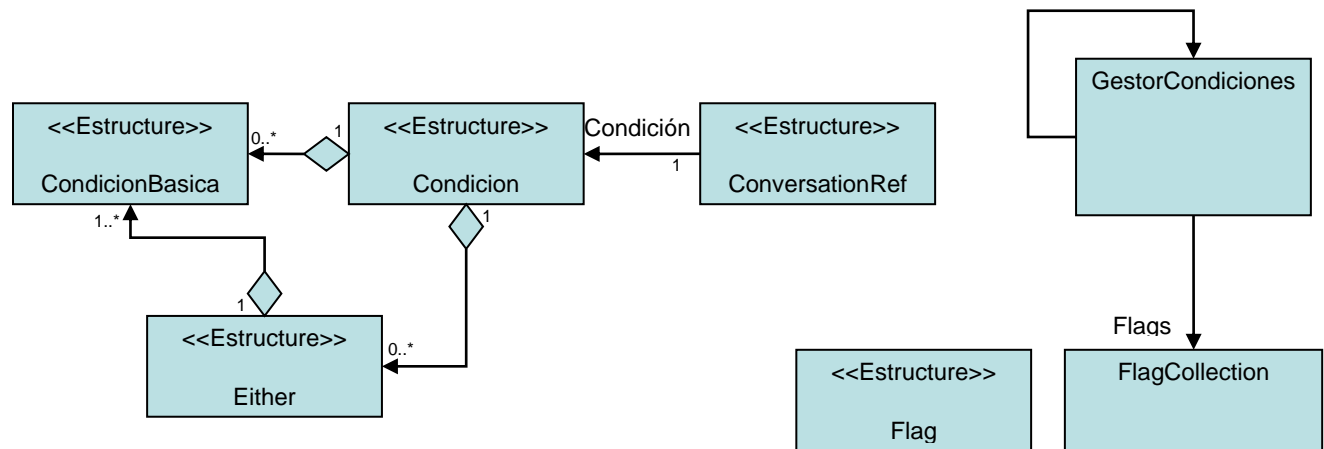 GestorCondiciones
<<Estructure>>
CondicionBasica
0..*
1
<<Estructure>>
Condicion
Condición
1
<<Estructure>>
ConversationRef
1..*
1
1
<<Estructure>>
Either
0..*
Flags
<<Estructure>>
Flag
FlagCollection